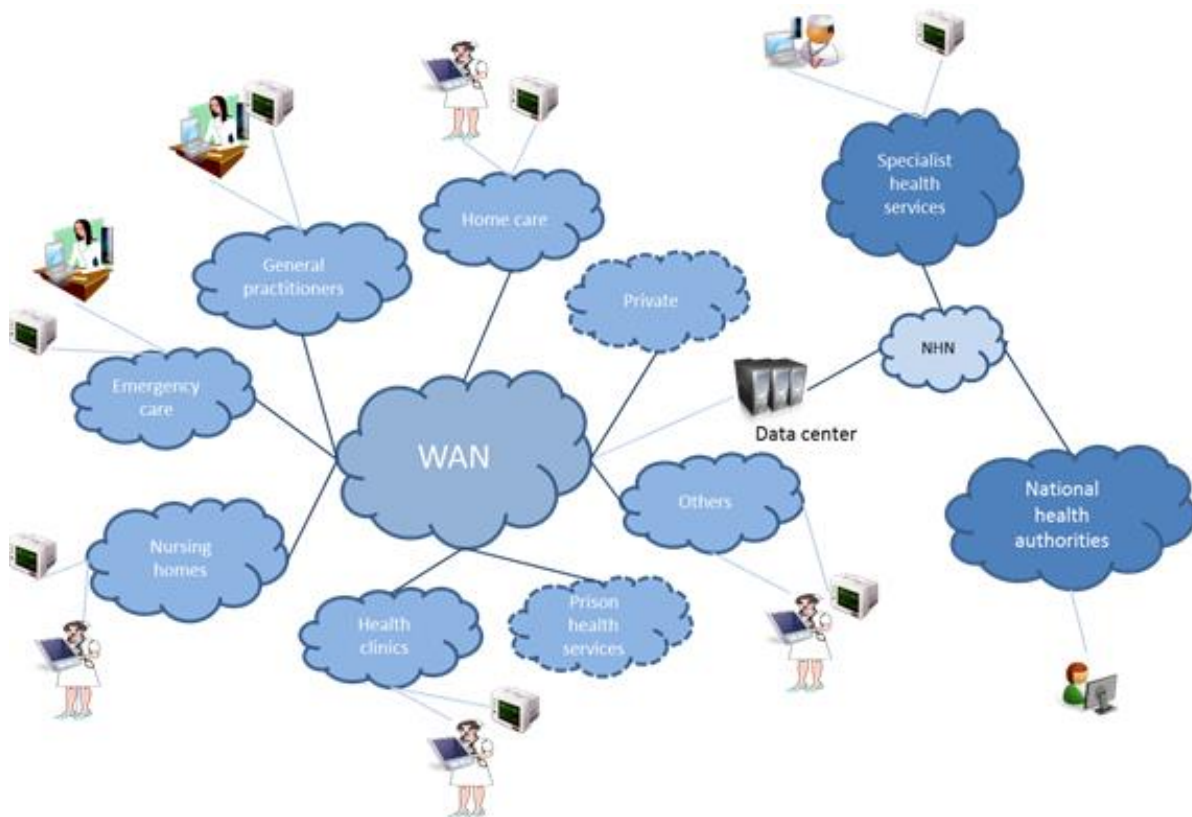 Specialist
health
services
Home care
General
practitioners
Private
NHN
Emergency
care
WAN
Data center
Others
National
health
authorities
Nursing
homes
Health
clinics
Prison
health
services